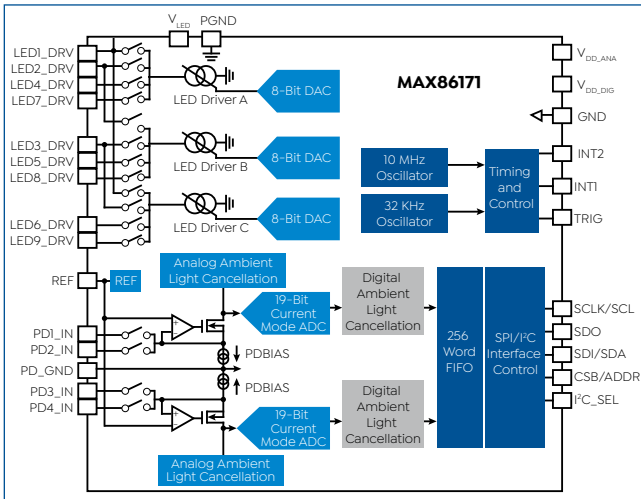 V_LED PGND
LED1_DRV
LED2_DRV
LED4_DRV
LED7_DRV
LED Driver A
8-Bit DAC
MAX86171
V_DD_ANA
V_DD_DIG
GND
LED3_DRV
LED5_DRV
LED8_DRV
LED Driver B
8-Bit DAC
10 MHz
Oscillator
32 KHz
Oscillator
Timing
and
Control
INT2
INT1
TRIG
LED6_DRV
LED9_DRV
LED Driver C
8-Bit DAC
REF
REF
Analog Ambient
Light Cancellation
19-Bit
Current
Mode ADC
Digital
Ambient
Light
Cancellation
PD1_IN
PD2_IN
PD_GND
PD3_IN
PD4_IN
+
-
PDBIAS
PDBIAS
-
+
19-Bit
Current
Mode ADC
Analog Ambient
Light Cancellation
Digital
Ambient
Light
Cancellation
256
Word
FIFO
SPI/I²C
Interface
Control
SCLK/SCL
SDO
SDI/SDA
CSB/ADDR
I²C_SEL